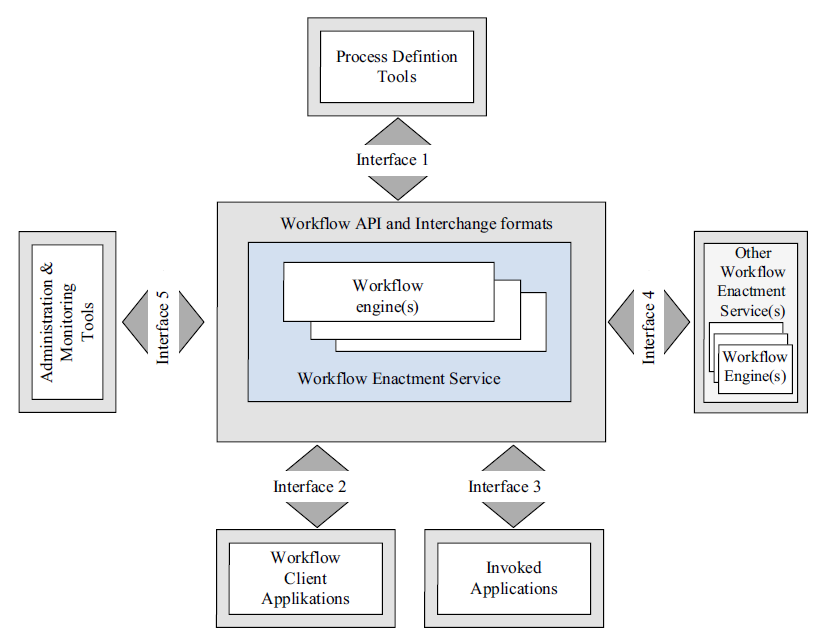 Process Defintion
Tools
Interface 1
Workflow API and Interchange formats
Workflow
engine(s)
Workflow Enactment Service
Administration &
Monitoring
Tools
Interface 5
Interface 4
Other
Workflow
Enactment
Service(s)
Workflow
Engine(s)
Interface 2
Interface 3
Workflow
Client
Applikations
Invoked
Applications